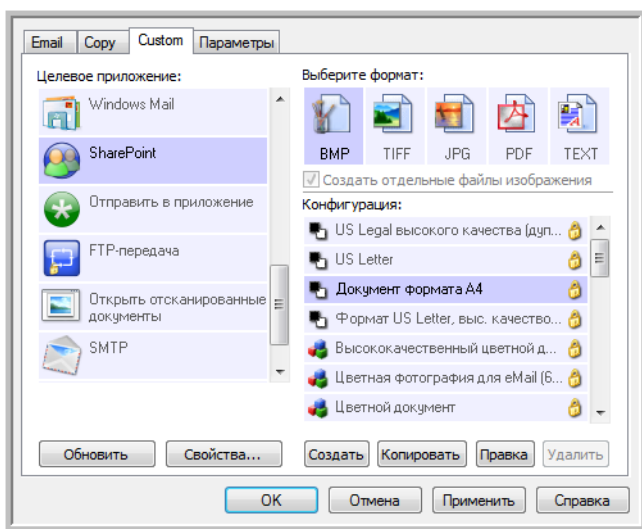 Email Copy Custom Параметры
Целевое приложение:
Windows Mail
SharePoint
Отправить в приложение
FTP-передача
Открыть отсканированные
документы
SMTP
Обновить Свойства...
Выберите формат:
BMP TIFF JPG PDF TEXT
Создать отдельные файлы изображения
Конфигурация:
US Legal высокого качества (дуп...
US Letter
Документ формата A4
Формат US Letter, выс. качество...
Высококачественный цветной д...
Цветная фотография для eMail (6...
Цветной документ
Создать Копировать Правка Удалить
OK Отмена Применить Справка